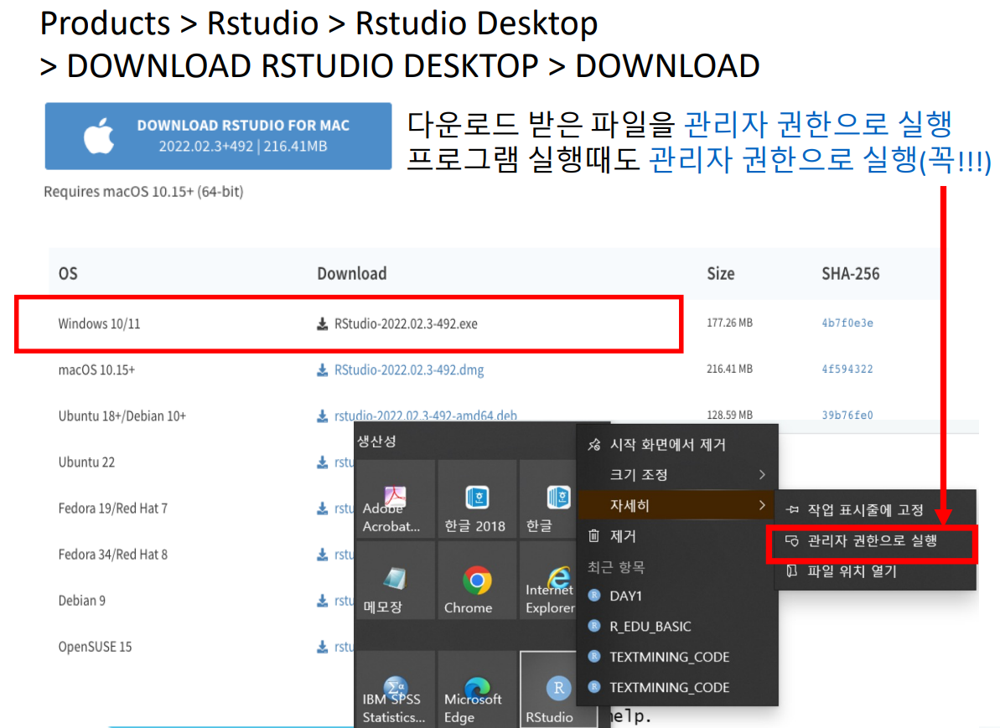 Products > Rstudio > Rstudio Desktop
> DOWNLOAD RSTUDIO DESKTOP > DOWNLOAD
DOWNLOAD RSTUDIO FOR MAC
2022.02.3+492 | 216.41MB
다운로드 받은 파일을 관리자 권한으로 실행
프로그램 실행때도 관리자 권한으로 실행(꼭!!!)
Requires macOS 10.15+ (64-bit)
OS Download Size SHA-256
Windows 10/11 RStudio-2022.02.3-492.exe 177.26 MB 4b7f0e3e
macOS 10.15+ RStudio-2022.02.3-492.dmg 216.41 MB 4f594322
Ubuntu 18+/Debian 10+ rstudio-2022.02.3-492-amd64.deb 128.59 MB 39b76fe0
Ubuntu 22 rstu
Fedora 19/Red Hat 7 rstu
Fedora 34/Red Hat 8 rstu
Debian 9 rstu
OpenSUSE 15 rstu
생산성
Adobe
Acrobat...
한글 2018
한글
메모장
Chrome
Internet
Explorer
IBM SPSS
Statistics...
Microsoft
Edge
RStudio
시작 화면에서 제거
크기 조정
자세히
제거
최근 항목
DAY1
R_EDU_BASIC
TEXTMINING_CODE
TEXTMINING_CODE
작업 표시줄에 고정
관리자 권한으로 실행
파일 위치 열기
help.